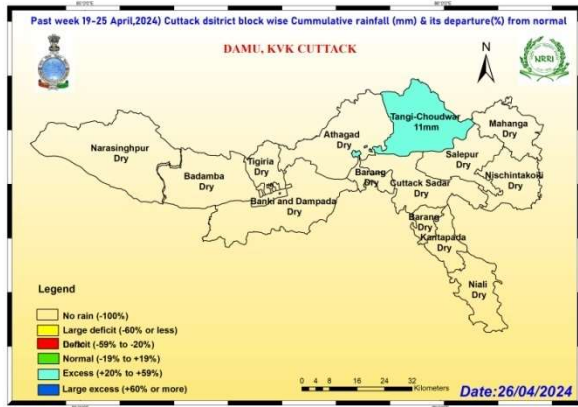 Past week 19-25 April,2024) Cuttack dsitrict block wise Cummulative rainfall (mm) & its departure(%) from normal
DAMU, KVK CUTTACK
N
NRRI
Tangi-Choudwar
11mm
Mahanga
Dry
Athagad
Dry
Narasinghpur
Dry
Salepur
Dry
Tigiria
Dry
Badamba
Dry
Barang
Dry
Nischintakoili
Dry
Cuttack Sadar
Dry
Banki and Dampada
Dry
Barang
Dry
Kantapada
Dry
Niali
Dry
Legend
No rain (-100%)
Large deficit (-60% or less)
Deficit (-59% to -20%)
Normal (-19% to +19%)
Excess (+20% to +59%)
Large excess (+60% or more)
0 4 8 16 24 32
Kilometers
Date:26/04/2024